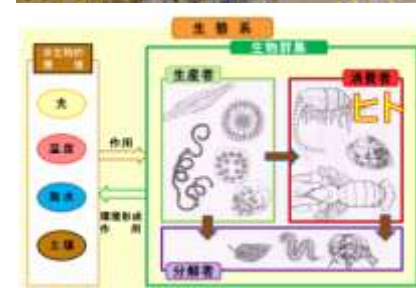 生態系
生物群集
非生物的
環境
生産者
消費者
ヒト
光
温度
作用
海水
環境形成
作用
土壌
分解者